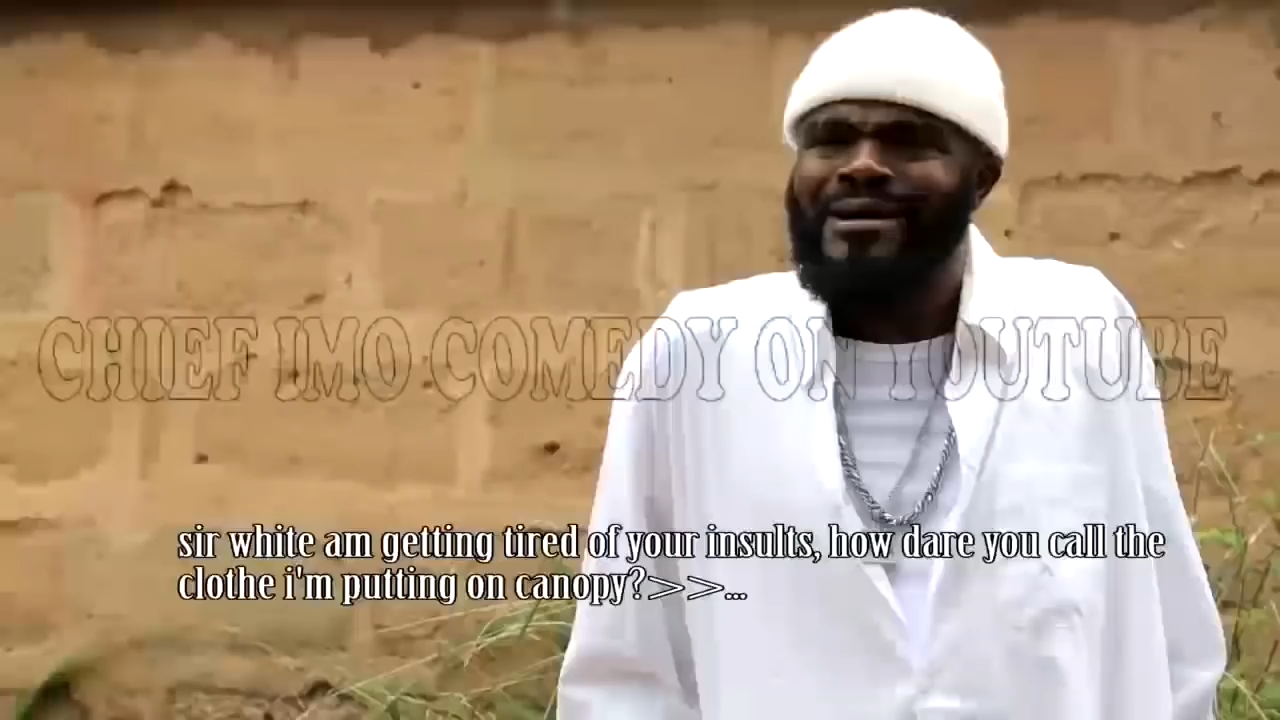 CHIEF IMO COMEDY ON YOUTUBE
sir white am getting tired of your insults, how dare you call the
clothe i'm putting on canopy?>>...